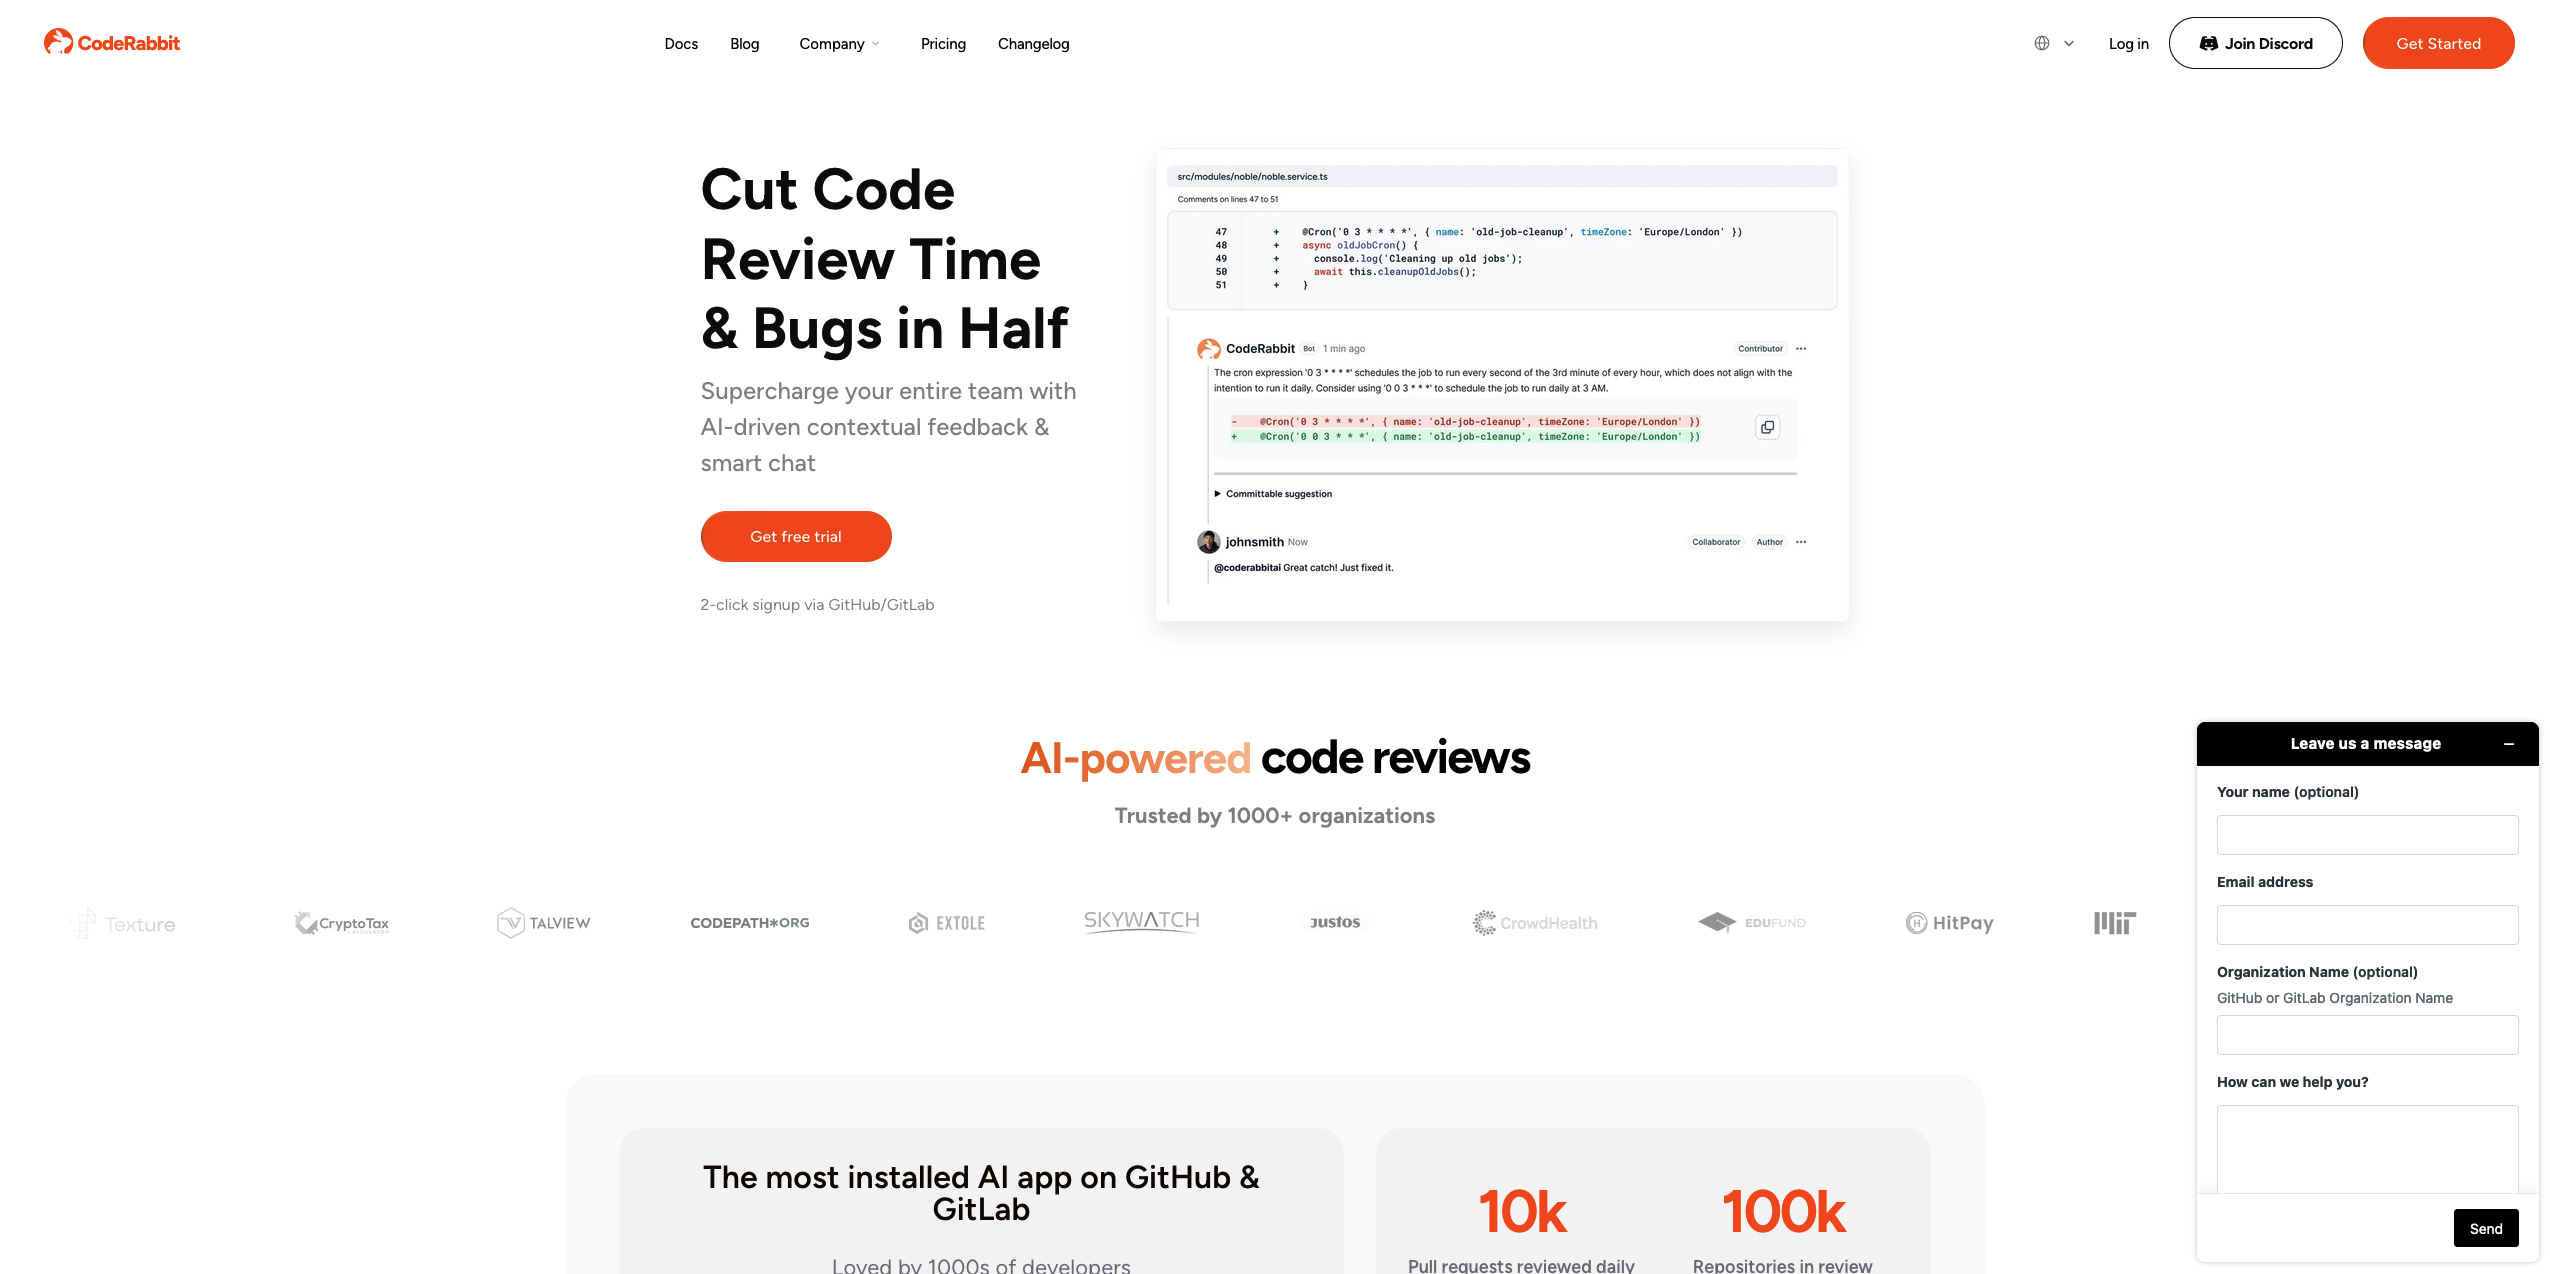 CodeRabbit
Docs
Blog
Company
Pricing
Changelog
Log in
Join Discord
Get Started
Cut Code
Review Time
& Bugs in Half
Supercharge your entire team with
AI-driven contextual feedback &
smart chat
Get free trial
2-click signup via GitHub/GitLab
src/modules/noble/noble.service.ts
Comments on lines 47 to 51
47 + @Cron('0 3 * * * *', { name: 'old-job-cleanup', timeZone: 'Europe/London' })
48 + async oldJobCron() {
49 + console.log('Cleaning up old jobs');
50 + await this.cleanupOldJobs();
51 + }
CodeRabbit Bot 1 min ago Contributor
The cron expression '0 3 * * * *' schedules the job to run every second of the 3rd minute of every hour, which does not align with the
intention to run it daily. Consider using '0 0 3 * * *' to schedule the job to run daily at 3 AM.
- @Cron('0 3 * * * *', { name: 'old-job-cleanup', timeZone: 'Europe/London' })
+ @Cron('0 0 3 * * *', { name: 'old-job-cleanup', timeZone: 'Europe/London' })
Committable suggestion
johnsmith Now Collaborator Author
@coderabbitai Great catch! Just fixed it.
AI-powered code reviews
Trusted by 1000+ organizations
Texture
CryptoTax
CALCULATOR
TALVIEW
CODEPATH*ORG
EXTOLE
SKYWATCH
Justos
CrowdHealth
EDUFUND
HitPay
The most installed AI app on GitHub &
GitLab
Loved by 1000s of developers
10k
Pull requests reviewed daily
100k
Repositories in review
Leave us a message
Your name (optional)
Email address
Organization Name (optional)
GitHub or GitLab Organization Name
How can we help you?
Send